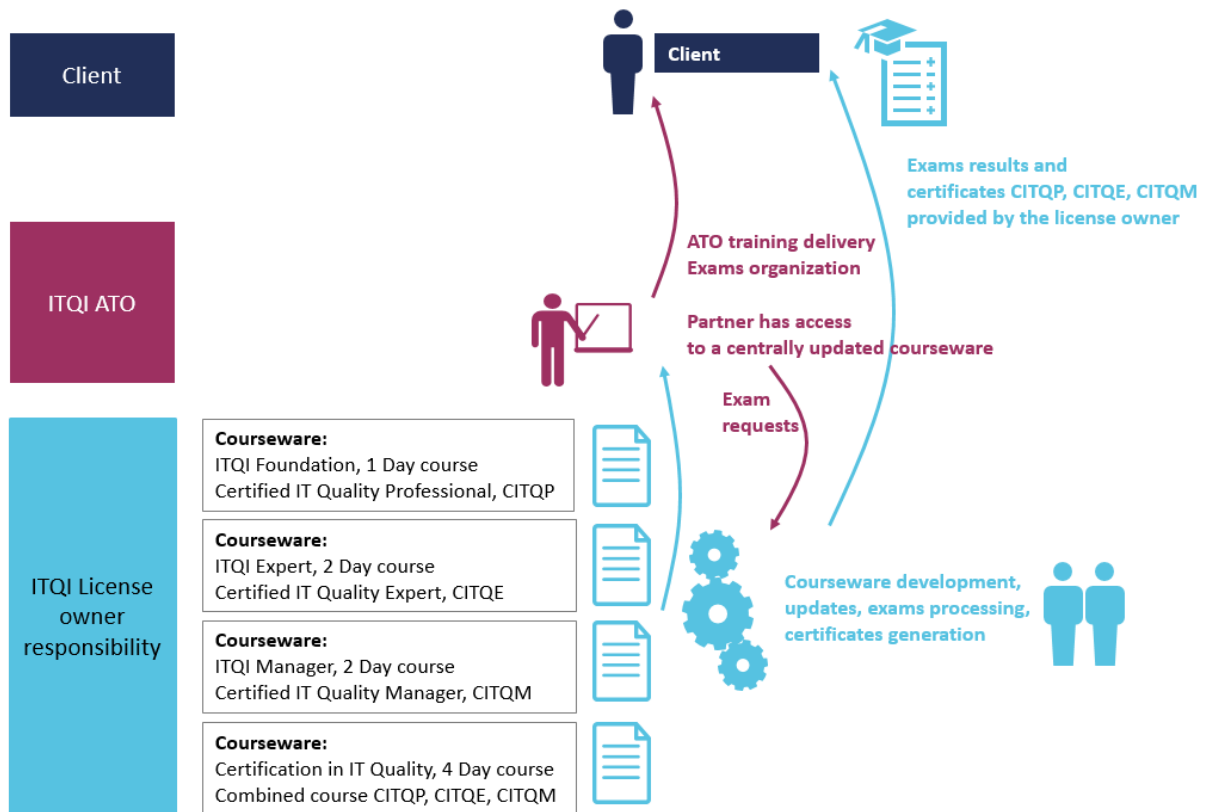 Client
Client
Exams results and
certificates CITQP, CITQE, CITQM
provided by the license owner
ITQI ATO
ATO training delivery
Exams organization
Partner has access
to a centrally updated courseware
Exam
requests
ITQI License
owner
responsibility
Courseware:
ITQI Foundation, 1 Day course
Certified IT Quality Professional, CITQP
Courseware:
ITQI Expert, 2 Day course
Certified IT Quality Expert, CITQE
Courseware:
ITQI Manager, 2 Day course
Certified IT Quality Manager, CITQM
Courseware:
Certification in IT Quality, 4 Day course
Combined course CITQP, CITQE, CITQM
Courseware development,
updates, exams processing,
certificates generation